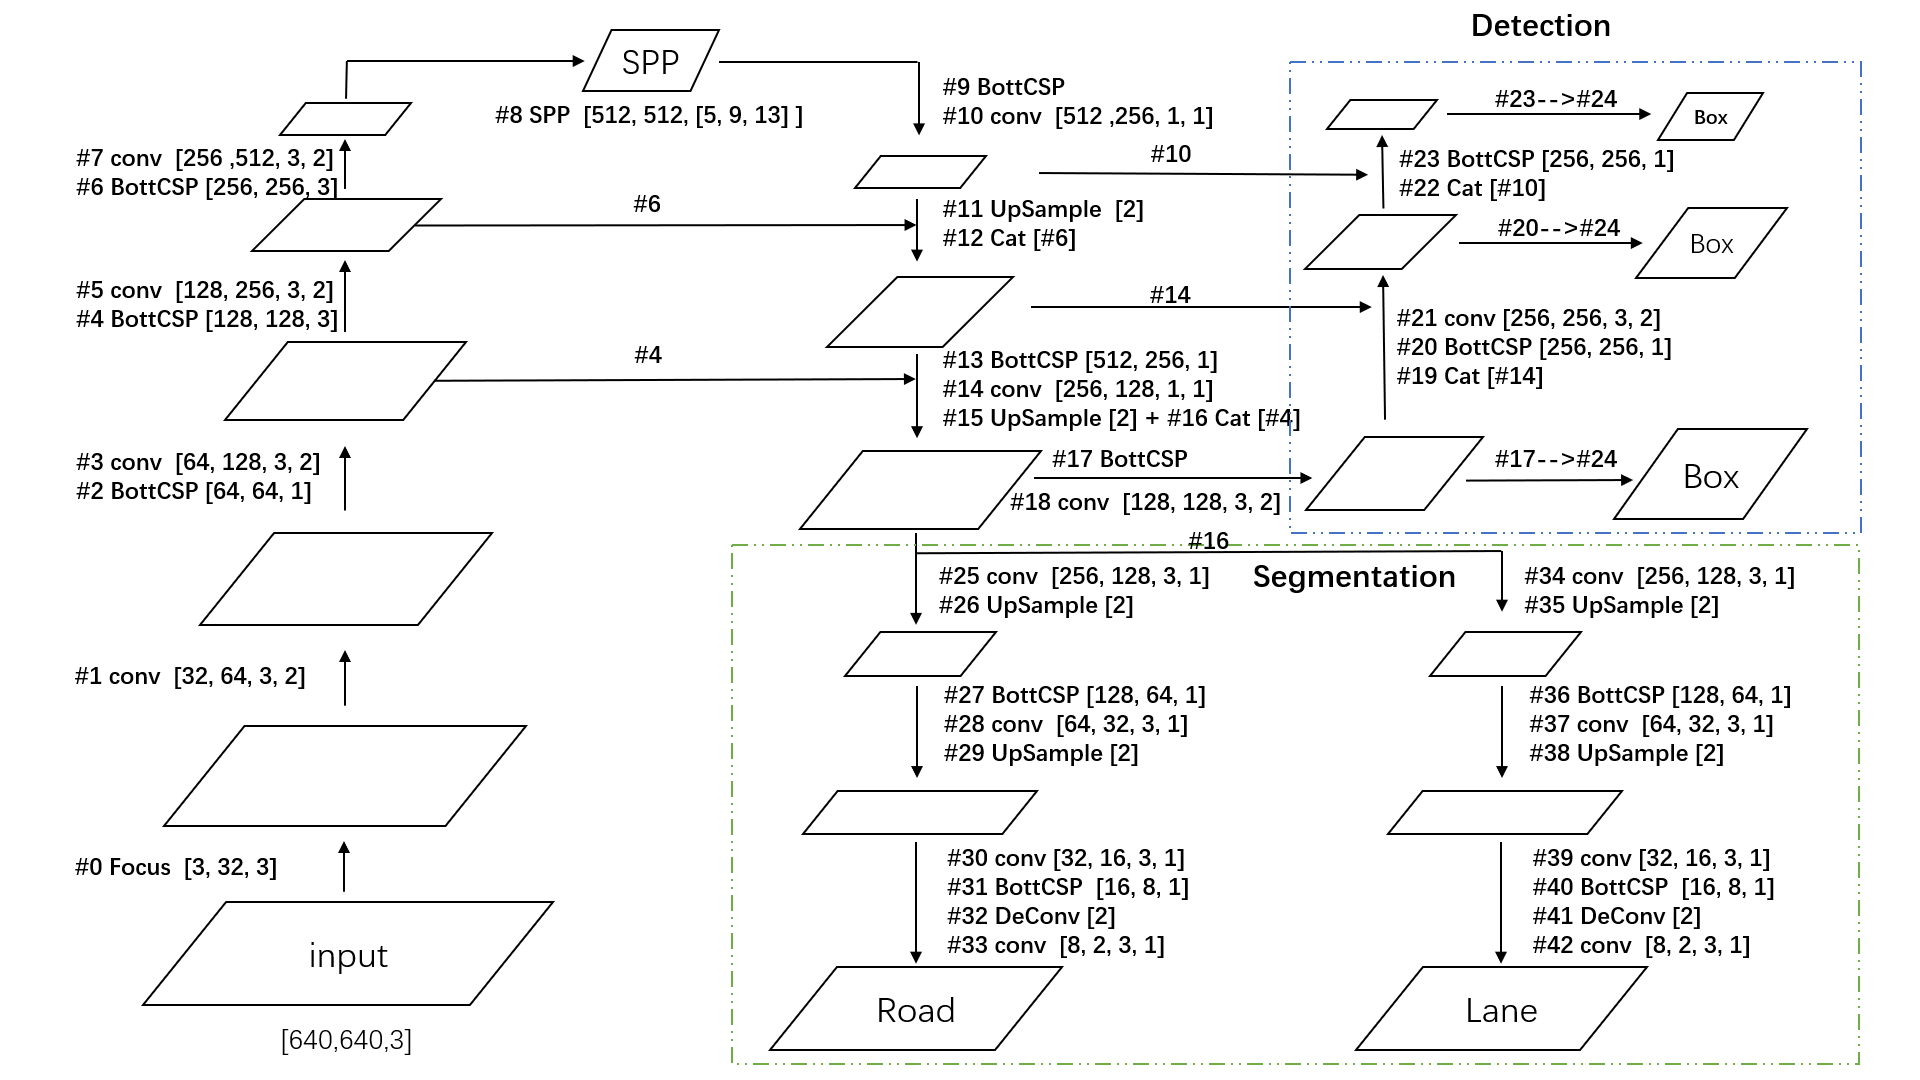 Detection
SPP
#8 SPP  [512, 512, [5, 9, 13] ]
#9 BottCSP
#10 conv  [512 ,256, 1, 1]
#7 conv  [256 ,512, 3, 2]
#6 BottCSP [256, 256, 3]
#6
#11 UpSample  [2]
#12 Cat [#6]
#10
#23-->#24
Box
#23 BottCSP [256, 256, 1]
#22 Cat [#10]
#20-->#24
Box
#5 conv  [128, 256, 3, 2]
#4 BottCSP [128, 128, 3]
#4
#14
#13 BottCSP [512, 256, 1]
#14 conv  [256, 128, 1, 1]
#15 UpSample [2] + #16 Cat [#4]
#21 conv [256, 256, 3, 2]
#20 BottCSP [256, 256, 1]
#19 Cat [#14]
#3 conv  [64, 128, 3, 2]
#2 BottCSP [64, 64, 1]
#17 BottCSP
#18 conv  [128, 128, 3, 2]
#17-->#24
Box
#16
Segmentation
#25 conv  [256, 128, 3, 1]
#26 UpSample [2]
#34 conv  [256, 128, 3, 1]
#35 UpSample [2]
#1 conv  [32, 64, 3, 2]
#27 BottCSP [128, 64, 1]
#28 conv  [64, 32, 3, 1]
#29 UpSample [2]
#36 BottCSP [128, 64, 1]
#37 conv  [64, 32, 3, 1]
#38 UpSample [2]
#0 Focus  [3, 32, 3]
#30 conv [32, 16, 3, 1]
#31 BottCSP  [16, 8, 1]
#32 DeConv [2]
#33 conv  [8, 2, 3, 1]
#39 conv [32, 16, 3, 1]
#40 BottCSP  [16, 8, 1]
#41 DeConv [2]
#42 conv  [8, 2, 3, 1]
input
[640,640,3]
Road
Lane